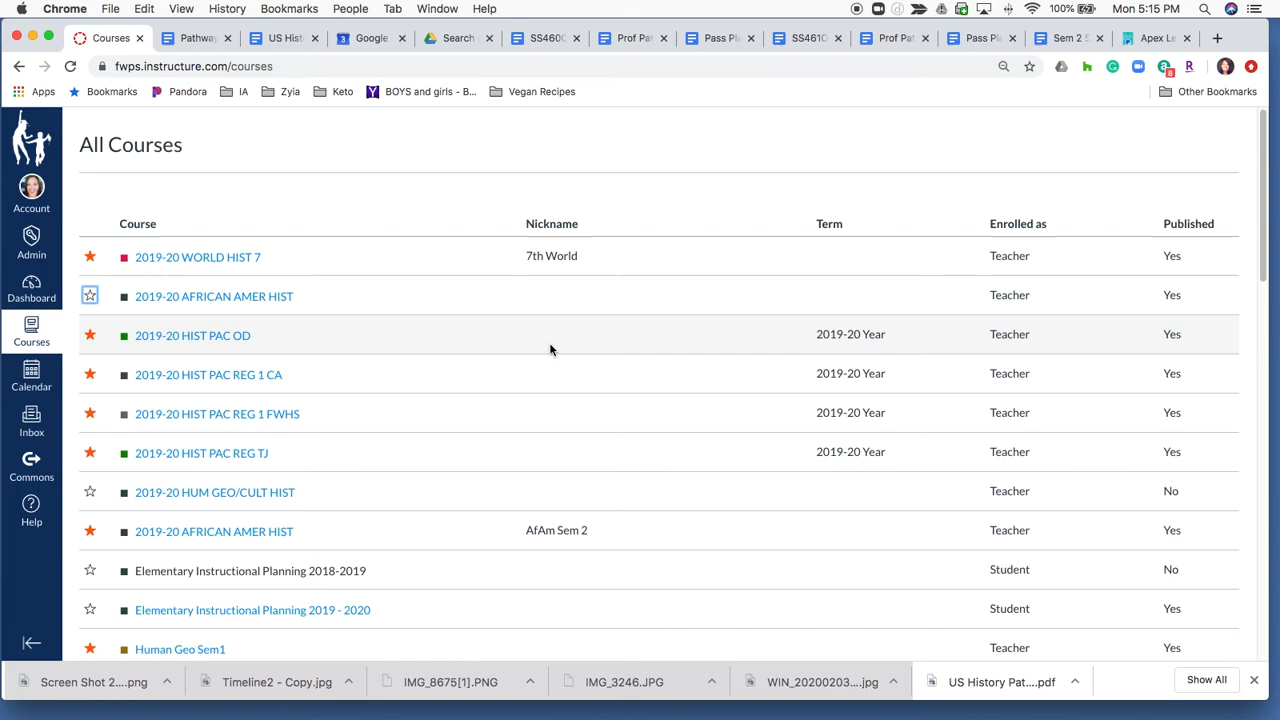 Chrome File Edit View History Bookmarks People Tab Window Help 100% Mon 5:15 PM
Courses Pathway US Hist Google Search SS460C Prof Pat Pass Pla SS461C Prof Pat Pass Pla Sem 2 S Apex Le
fwps.instructure.com/courses
Apps Bookmarks Pandora IA Zyia Keto BOYS and girls - B... Vegan Recipes Other Bookmarks
8
All Courses
Course Nickname Term Enrolled as Published
2019-20 WORLD HIST 7 7th World Teacher Yes
2019-20 AFRICAN AMER HIST Teacher Yes
2019-20 HIST PAC OD 2019-20 Year Teacher Yes
2019-20 HIST PAC REG 1 CA 2019-20 Year Teacher Yes
2019-20 HIST PAC REG 1 FWHS 2019-20 Year Teacher Yes
2019-20 HIST PAC REG TJ 2019-20 Year Teacher Yes
2019-20 HUM GEO/CULT HIST Teacher No
2019-20 AFRICAN AMER HIST AfAm Sem 2 Teacher Yes
Elementary Instructional Planning 2018-2019 Student No
Elementary Instructional Planning 2019 - 2020 Student Yes
Human Geo Sem1 Teacher Yes
Account
Admin
Dashboard
Courses
Calendar
Inbox
Commons
Help
Screen Shot 2....png Timeline2 - Copy.jpg IMG_8675[1].PNG IMG_3246.JPG WIN_20200203....jpg US History Pat....pdf Show All